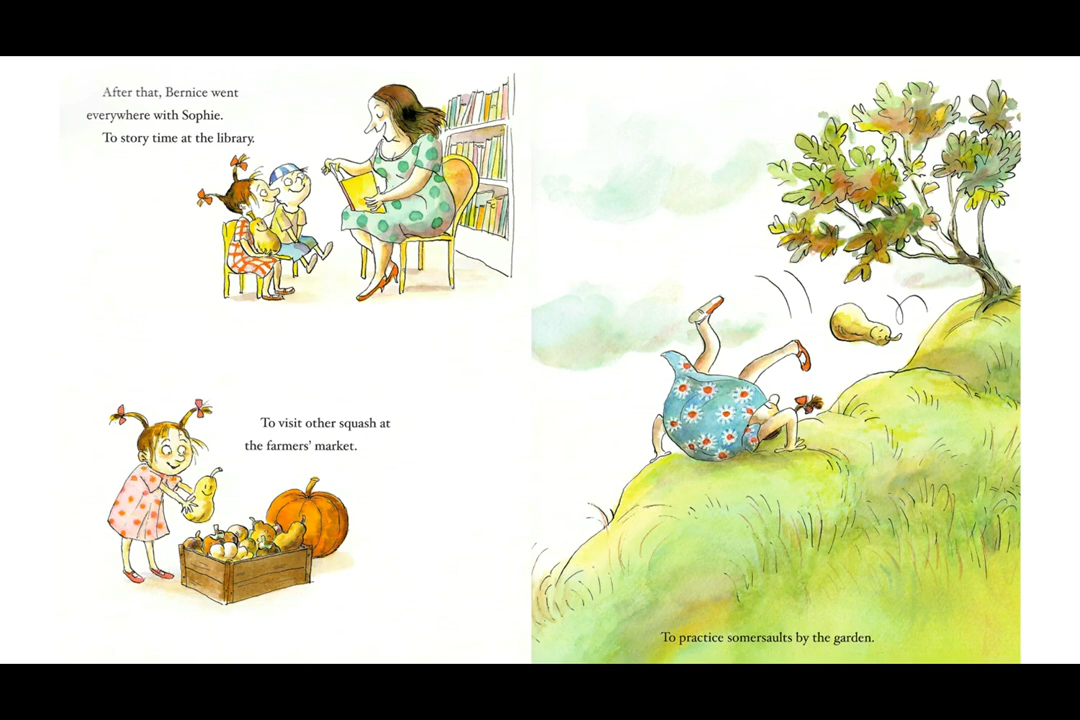 After that, Bernice went
everywhere with Sophie.
To story time at the library.
To visit other squash at
the farmers' market.
To practice somersaults by the garden.